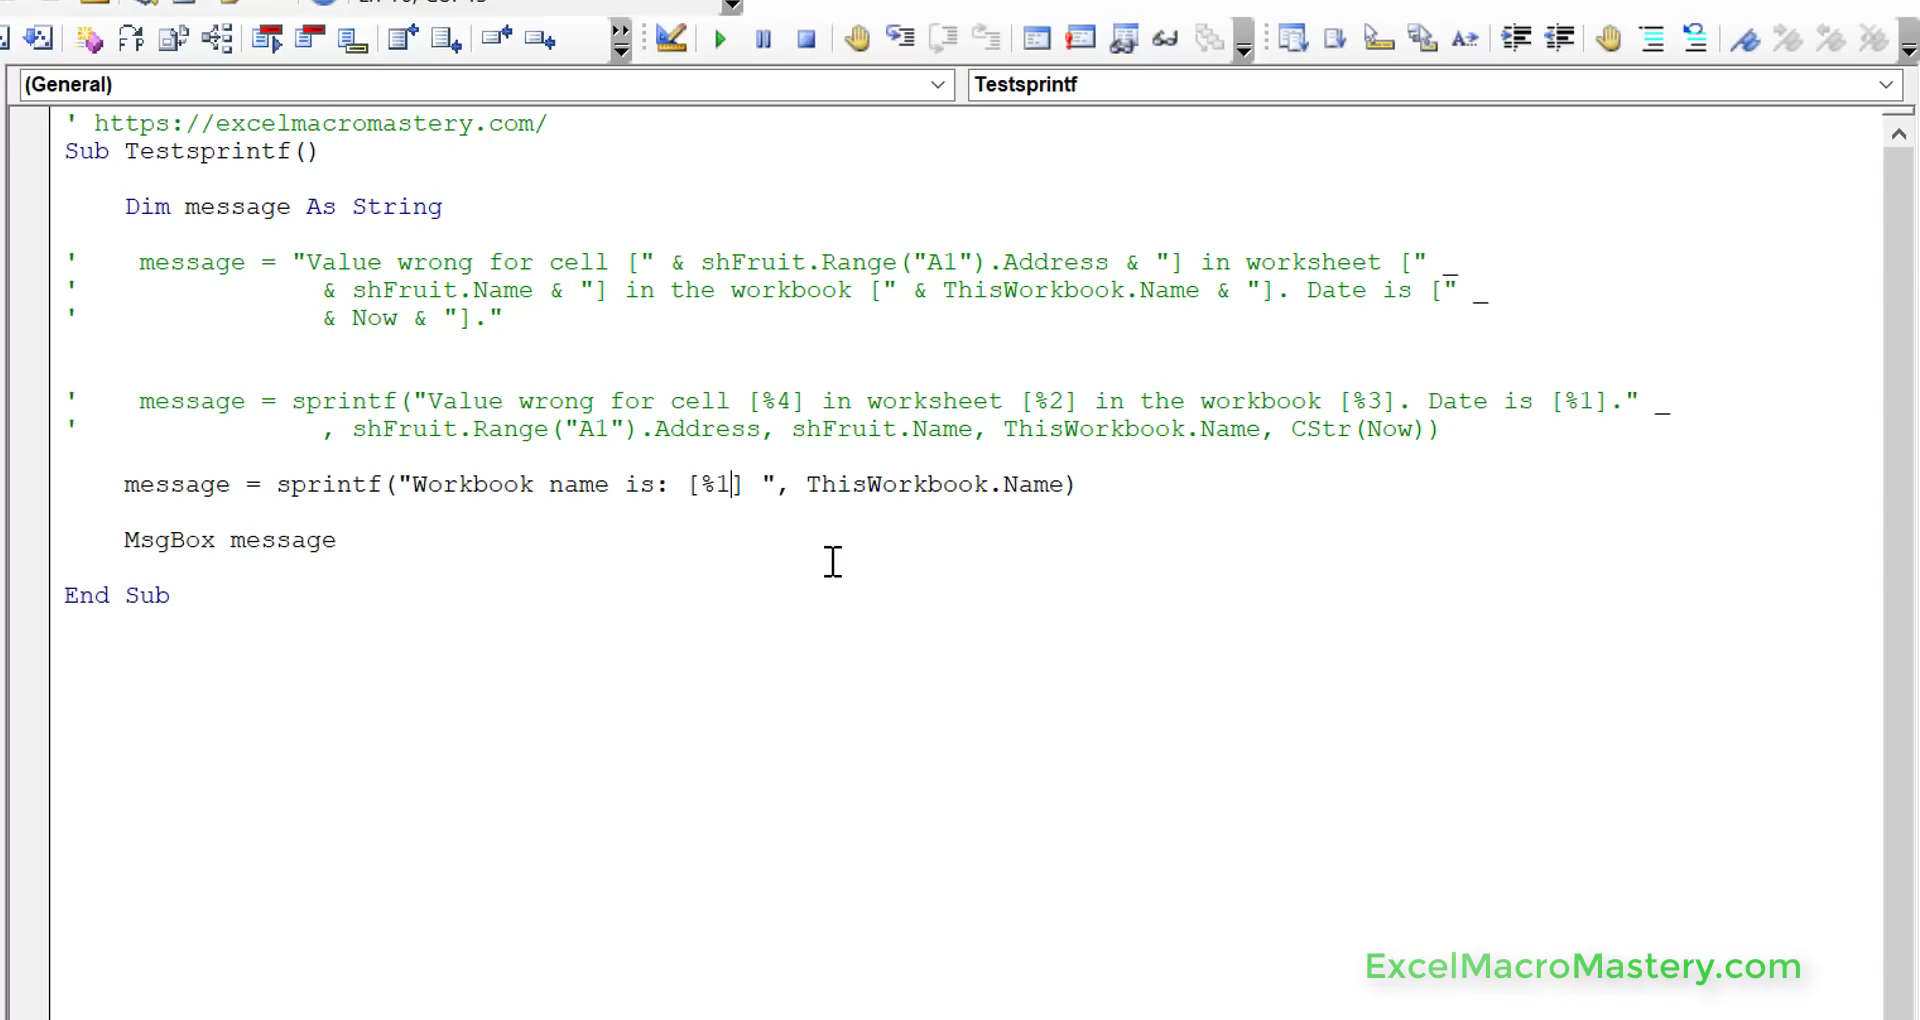 (General)
Testsprintf
' https://excelmacromastery.com/
Sub Testsprintf()
Dim message As String
' message = "Value wrong for cell [" & shFruit.Range("A1").Address & "] in worksheet [" _
' & shFruit.Name & "] in the workbook [" & ThisWorkbook.Name & "]. Date is [" _
' & Now & "]."
' message = sprintf("Value wrong for cell [%4] in worksheet [%2] in the workbook [%3]. Date is [%1]." _
' , shFruit.Range("A1").Address, shFruit.Name, ThisWorkbook.Name, CStr(Now))
message = sprintf("Workbook name is: [%1] ", ThisWorkbook.Name)
MsgBox message
End Sub
ExcelMacroMastery.com